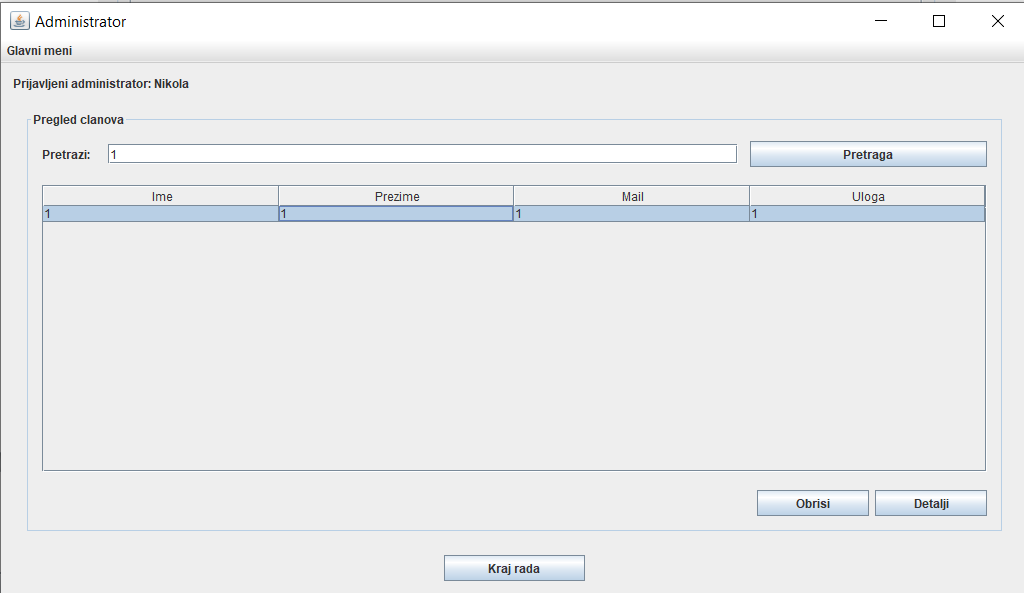 Administrator
Glavni meni
Prijavljeni administrator: Nikola
Pregled clanova
Pretrazi: 1 Pretraga
Ime Prezime Mail Uloga
1 1 1 1
Obrisi Detalji
Kraj rada